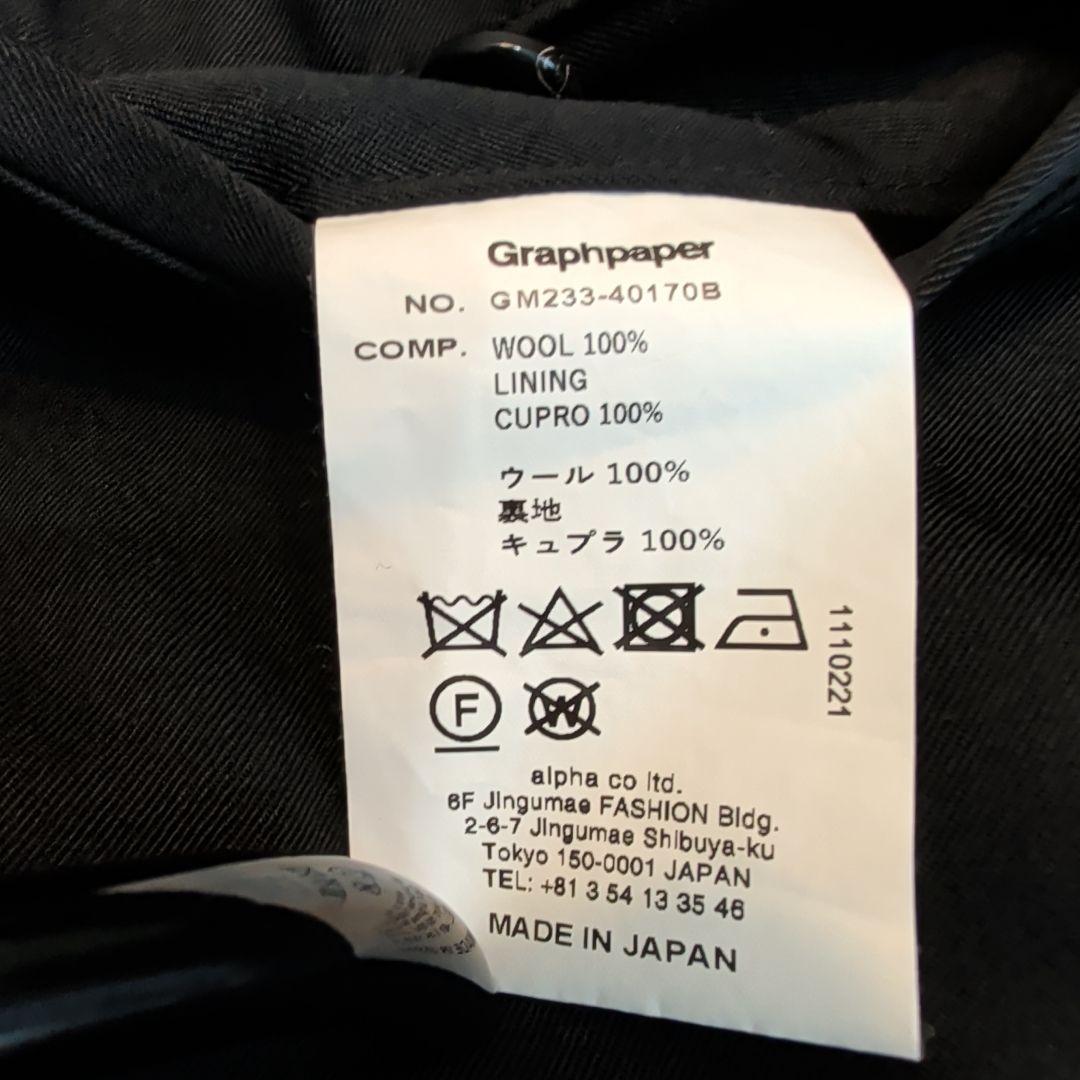 Graphpaper
NO. GM233-40170B
COMP. WOOL 100%
LINING
CUPRO 100%
ウール 100%
裏地
キュプラ 100%
F W
1110221
alpha co ltd.
6F Jingumae FASHION Bldg.
2-6-7 Jingumae Shibuya-ku
Tokyo 150-0001 JAPAN
TEL: +81 3 54 13 35 46
MADE IN JAPAN